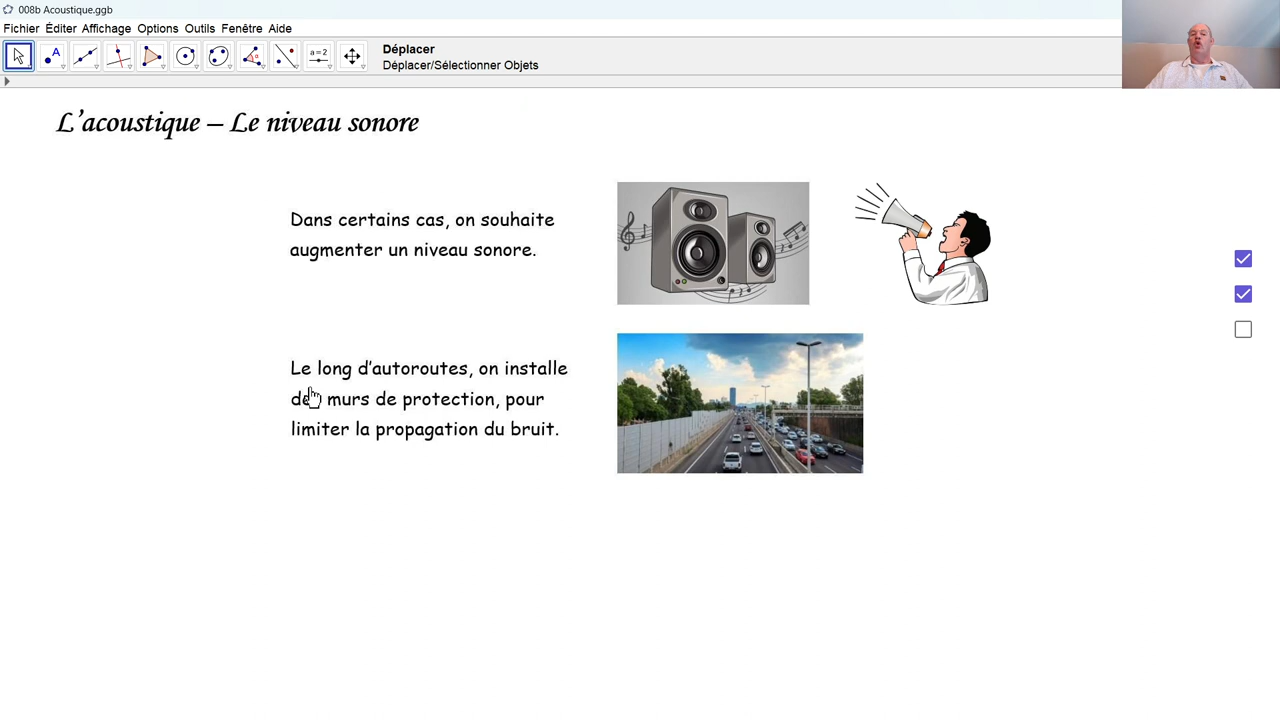 008b Acoustique.ggb
Fichier Éditer Affichage Options Outils Fenêtre Aide
A
a=2
Déplacer
Déplacer/Sélectionner Objets
L'acoustique – Le niveau sonore
Dans certains cas, on souhaite
augmenter un niveau sonore.
Le long d'autoroutes, on installe
des murs de protection, pour
limiter la propagation du bruit.